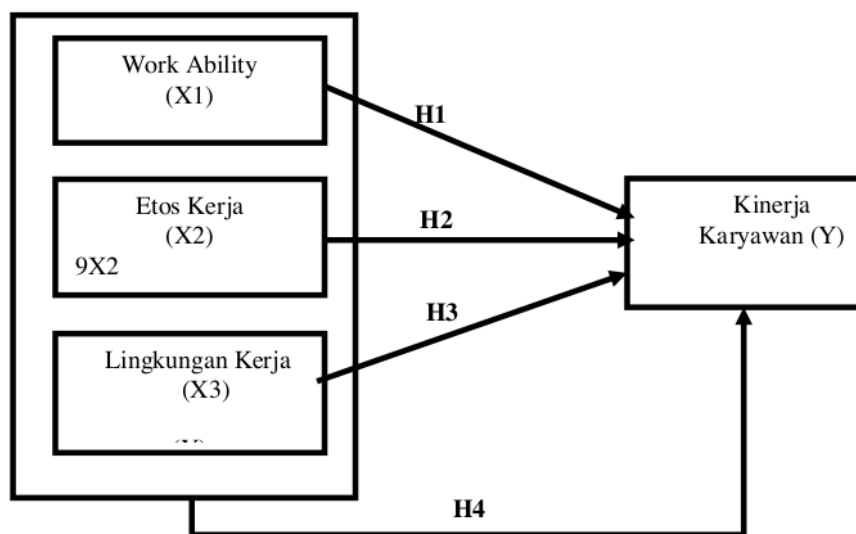 Work Ability
(X1)
H1
Etos Kerja
(X2)
9X2
H2
Kinerja
Karyawan (Y)
H3
Lingkungan Kerja
(X3)
H4